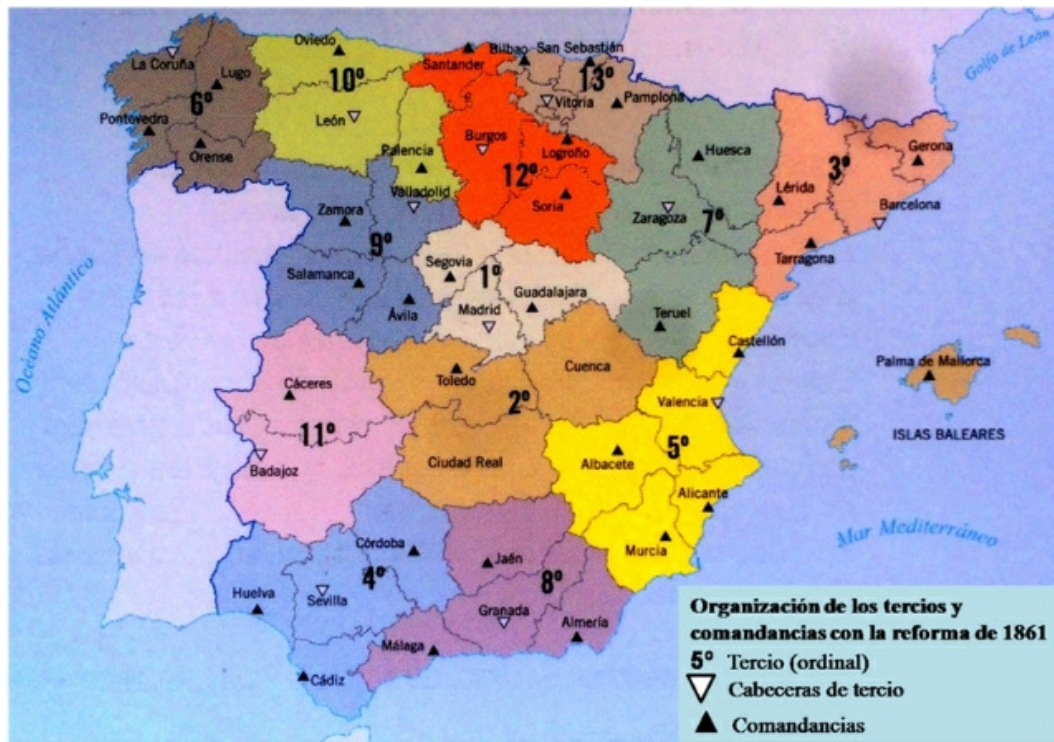 Golfo de León
Oviedo
La Coruña
Lugo
10º
Santander
Bilbao
San Sebastián
13º
6º
Vitoria
Pamplona
Pontevedra
León
Orense
Burgos
Palencia
Logroño
Huesca
Gerona
3º
12º
Lérida
Valladolid
Soria
Zaragoza
7º
Barcelona
Zamora
9º
Tarragona
Segovia
1º
Salamanca
Guadalajara
Océano Atlántico
Ávila
Madrid
Teruel
Castellón
Cuenca
Toledo
Palma de Mallorca
Cáceres
2º
Valencia
11º
ISLAS BALEARES
Ciudad Real
Albacete
5º
Badajoz
Alicante
Mar Mediterráneo
Córdoba
Jaén
Murcia
Huelva
Sevilla
4º
8º
Granada
Almería
Málaga
Cádiz
Organización de los tercios y
comandancias con la reforma de 1861
5º Tercio (ordinal)
Cabeceras de tercio
Comandancias